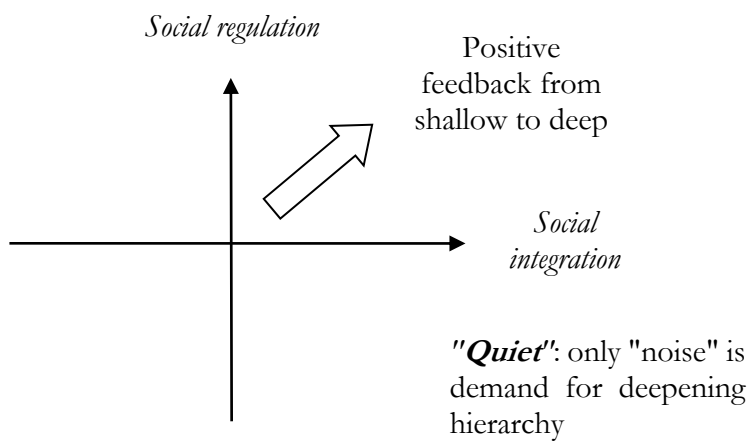 Social regulation
Positive
feedback from
shallow to deep
Social
integration
"Quiet": only "noise" is
demand for deepening
hierarchy